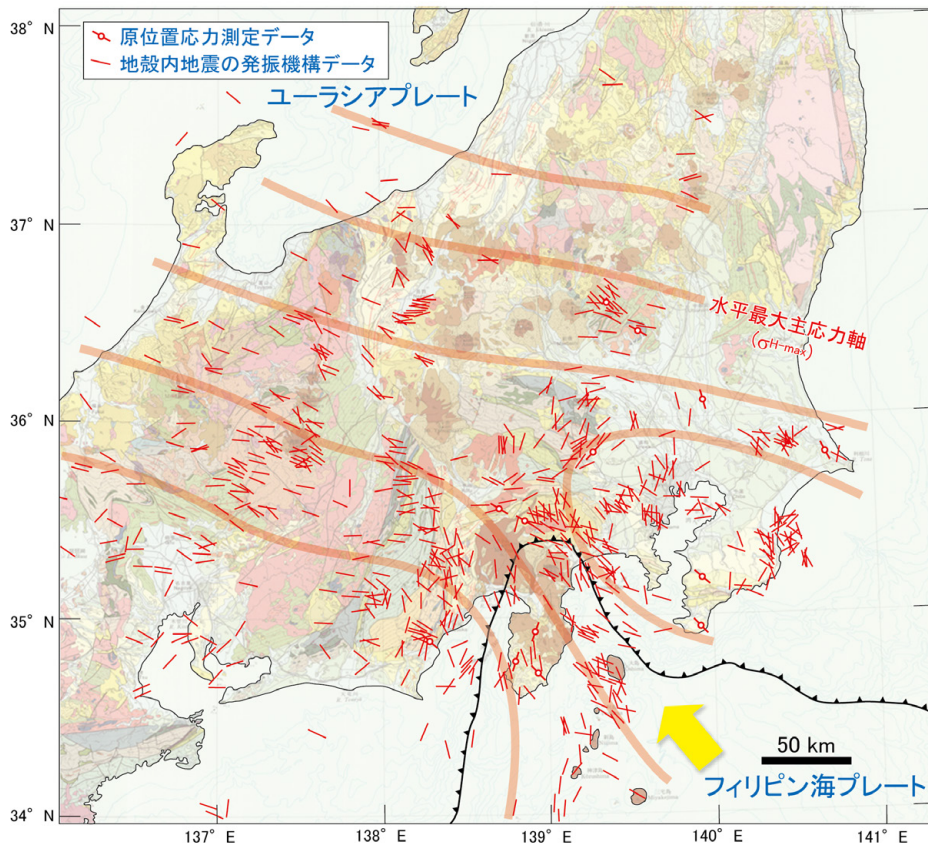 38° N
原位置応力測定データ
地殻内地震の発振機構データ
ユーラシアプレート
37° N
水平最大主応力軸
(σH-max)
36° N
35° N
50 km
フィリピン海プレート
34° N
137° E
138° E
139° E
140° E
141° E